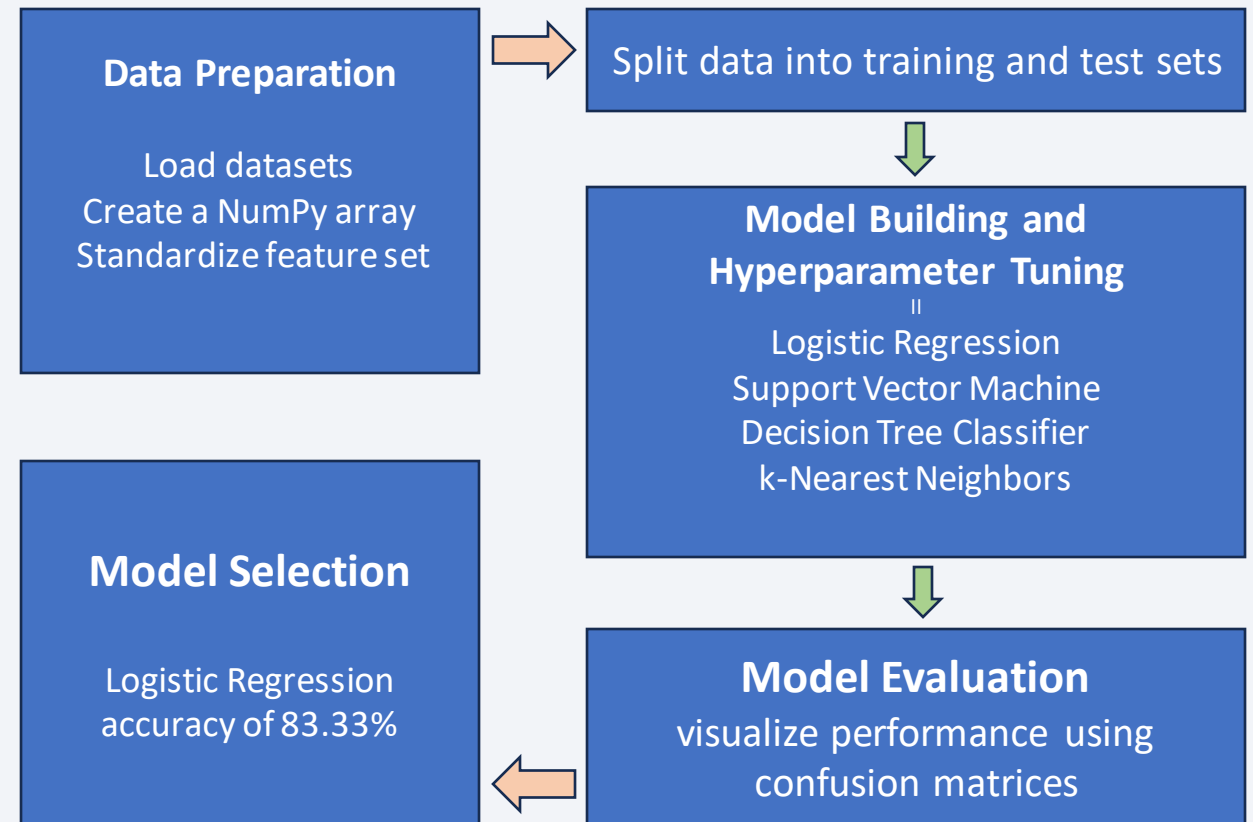 Data Preparation
Load datasets
Create a NumPy array
Standardize feature set
Split data into training and test sets
Model Building and
Hyperparameter Tuning
=
Logistic Regression
Support Vector Machine
Decision Tree Classifier
k-Nearest Neighbors
Model Evaluation
visualize performance using
confusion matrices
Model Selection
Logistic Regression
accuracy of 83.33%